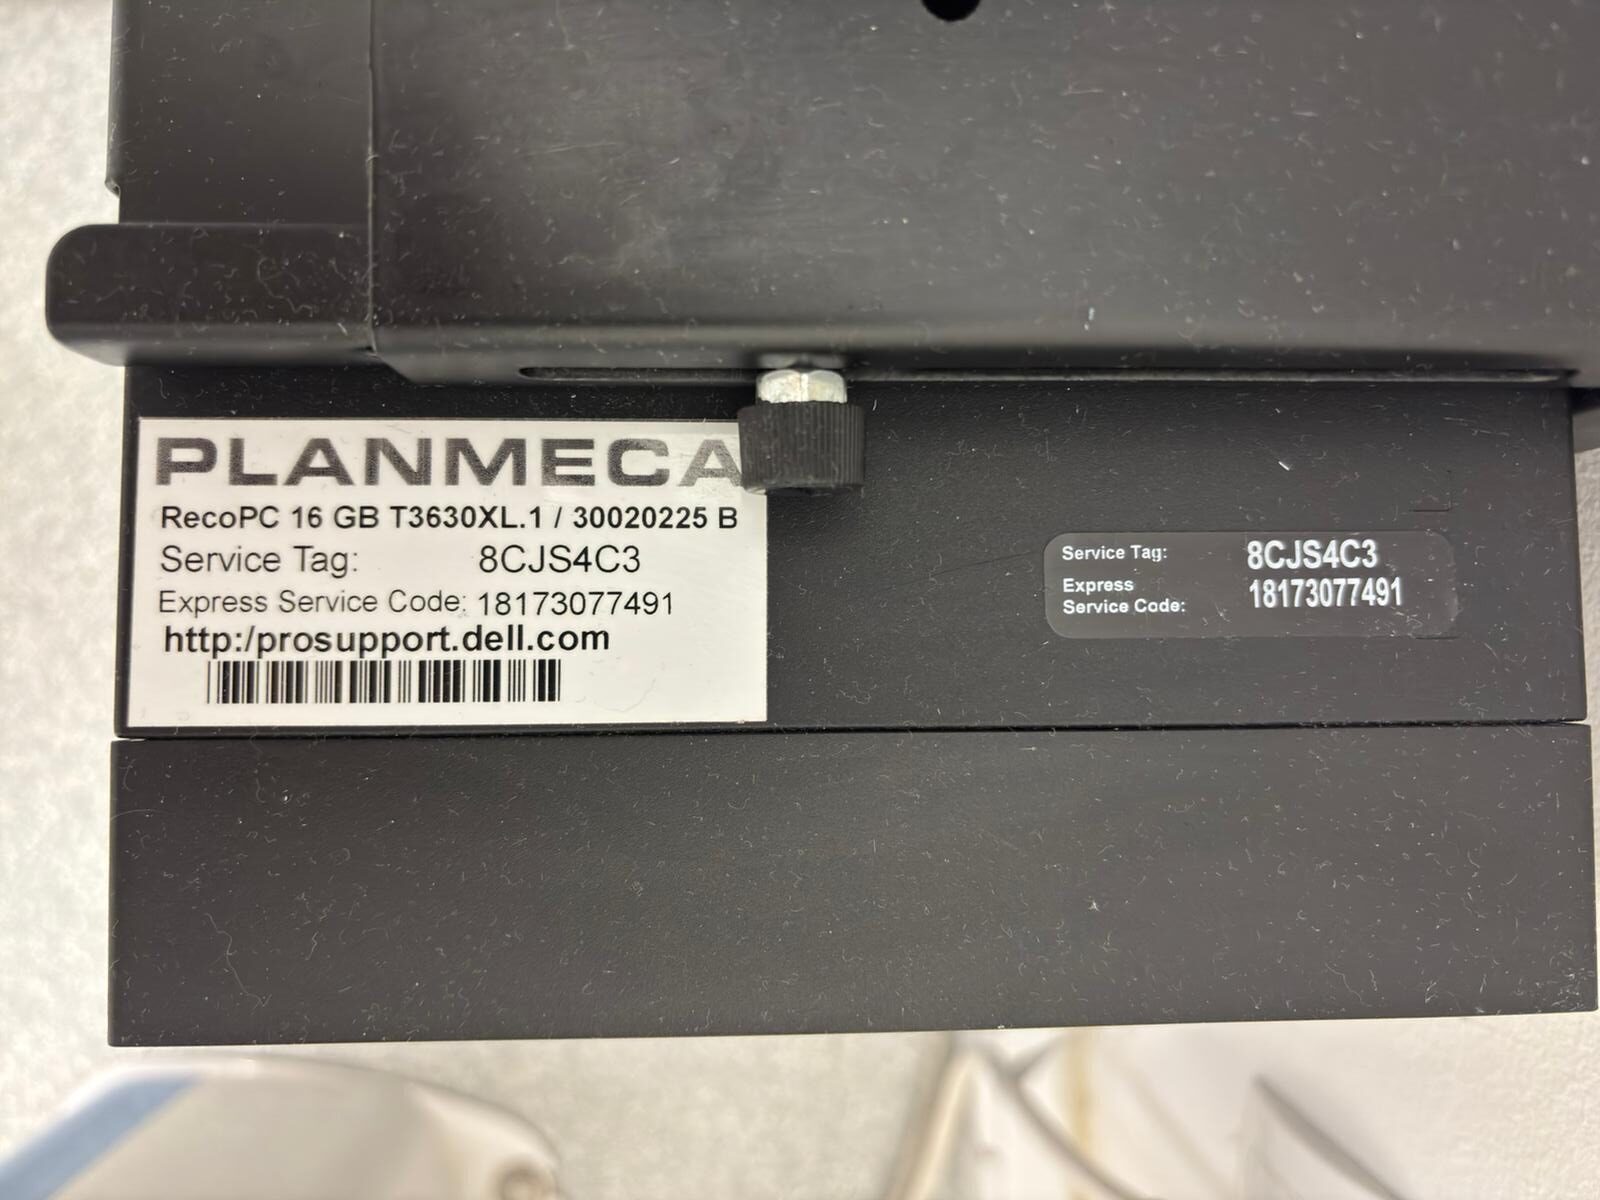 PLANMECA
RecoPC 16 GB T3630XL.1 / 30020225 B
Service Tag: 8CJS4C3
Express Service Code: 18173077491
http:/prosupport.dell.com
Service Tag: 8CJS4C3
Express
Service Code: 18173077491